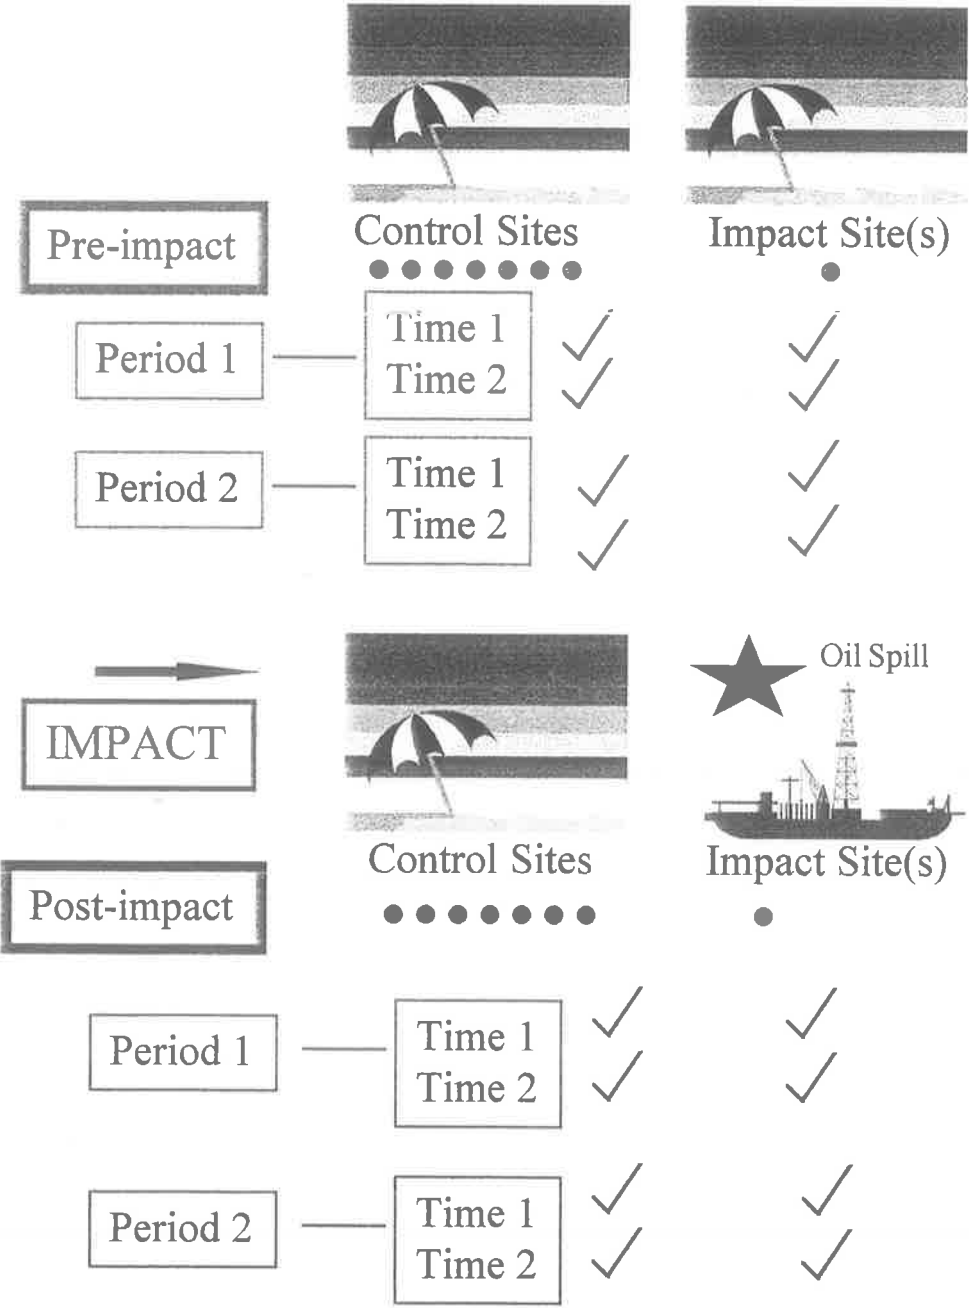 Control Sites
Impact Site(s)
Pre-impact
Period 1
Time 1
Time 2
Period 2
Time 1
Time 2
Oil Spill
IMPACT
Control Sites
Impact Site(s)
Post-impact
Period 1
Time 1
Time 2
Period 2
Time 1
Time 2